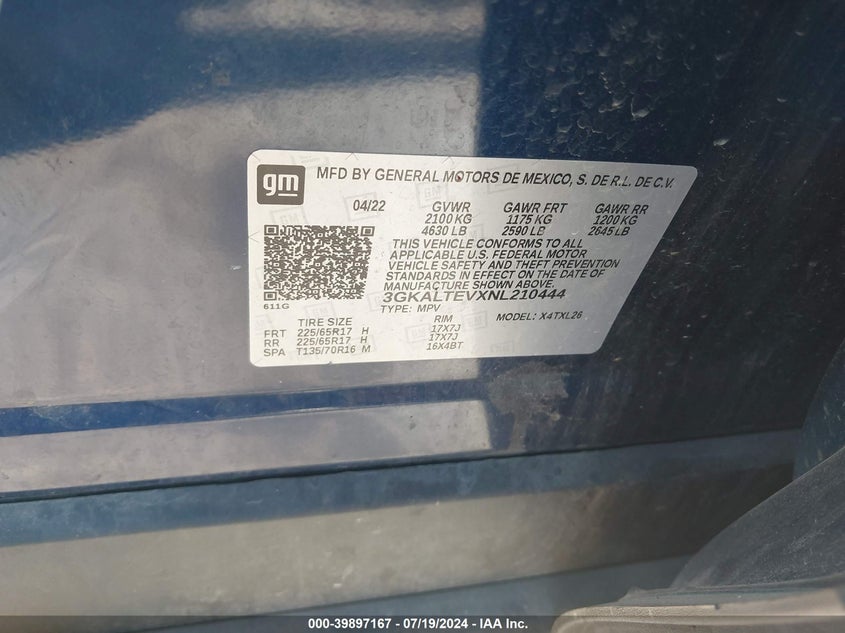 gm
MFD BY GENERAL MOTORS DE MEXICO, S. DE R.L. DE C.V.
04/22 GVWR GAWR FRT GAWR RR
2100 KG 1175 KG 1200 KG
4630 LB 2590 LB 2645 LB
THIS VEHICLE CONFORMS TO ALL
APPLICABLE U.S. FEDERAL MOTOR
VEHICLE SAFETY AND THEFT PREVENTION
STANDARDS IN EFFECT ON THE DATE OF
MANUFACTURE SHOWN ABOVE.
611G 3GKALTEVXNL210444
TYPE: MPV MODEL: X4TXL26
TIRE SIZE RIM
FRT 225/65R17 H 17X7J
RR 225/65R17 H 17X7J
SPA T135/70R16 M 16X4BT
000-39897167 - 07/19/2024 - IAA Inc.